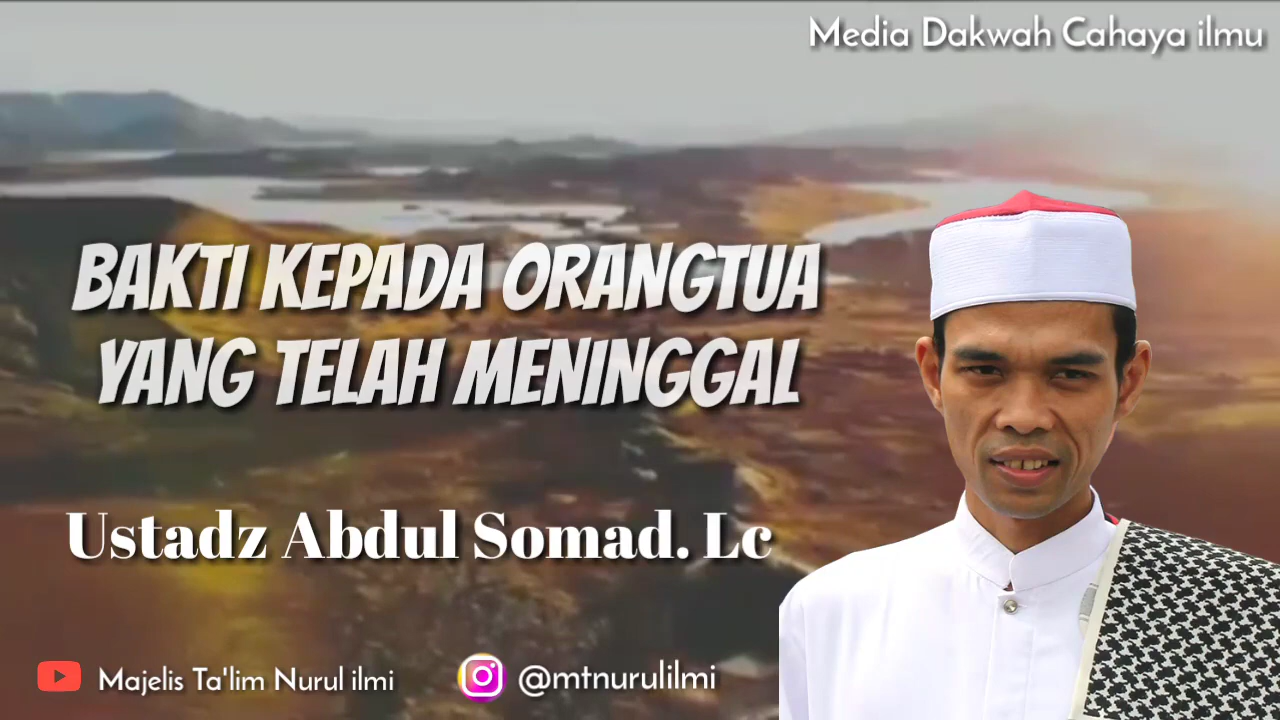 Media Dakwah Cahaya ilmu
BAKTI KEPADA ORANGTUA
YANG TELAH MENINGGAL
Ustadz Abdul Somad. Lc
Majelis Ta'lim Nurul ilmi
@mtnurulilmi